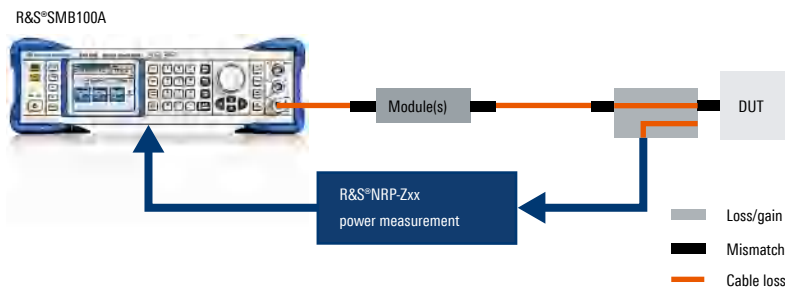 R&S®SMB100A
Module(s)
DUT
R&S®NRP-Zxx
power measurement
Loss/gain
Mismatch
Cable loss